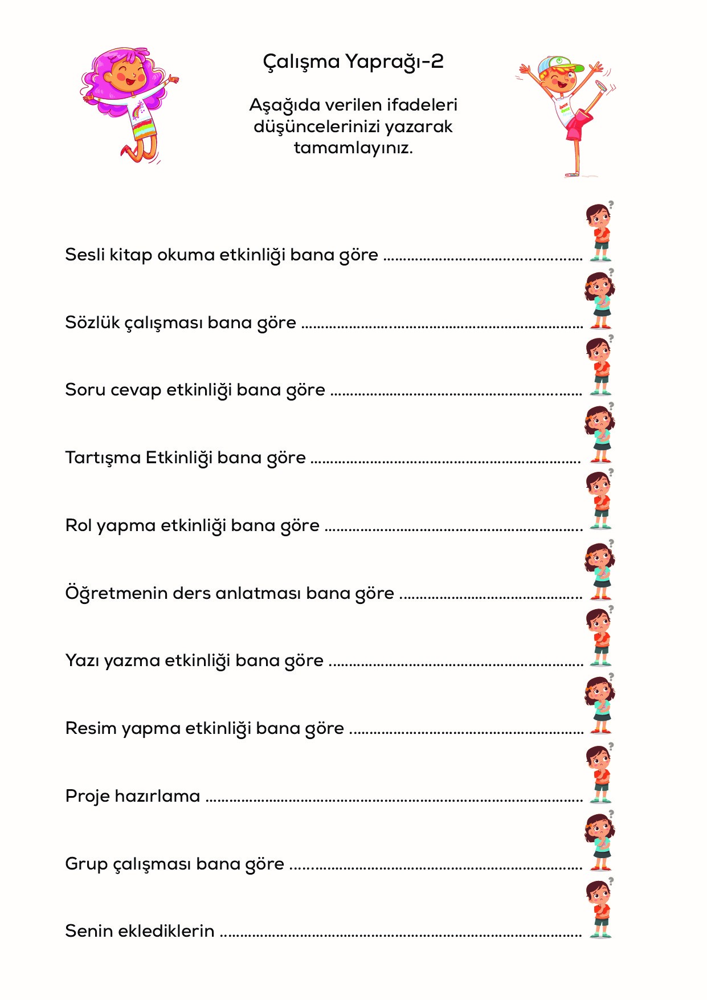 Çalışma Yaprağı-2
Aşağıda verilen ifadeleri
düşüncelerinizi yazarak
tamamlayınız.
Sesli kitap okuma etkinliği bana göre ……………………………………………
Sözlük çalışması bana göre ………………………………………………………………
Soru cevap etkinliği bana göre ………………………………………………………
Tartışma Etkinliği bana göre ……………………………………………………………
Rol yapma etkinliği bana göre …………………………………………………………
Öğretmenin ders anlatması bana göre ………………………………………
Yazı yazma etkinliği bana göre ………………………………………………………
Resim yapma etkinliği bana göre ……………………………………………………
Proje hazırlama ……………………………………………………………………………………
Grup çalışması bana göre …………………………………………………………………
Senin eklediklerin …………………………………………………………………………………